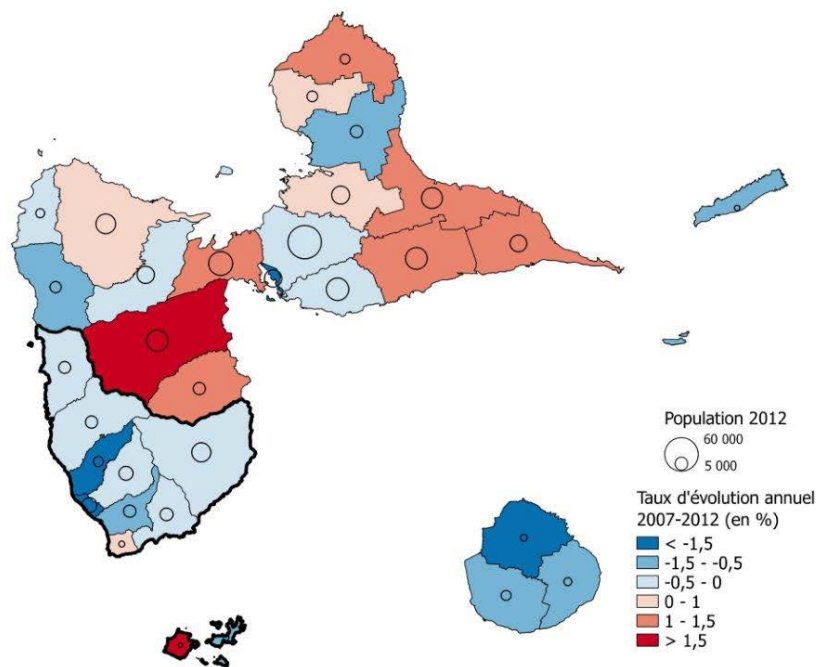 Population 2012
60 000
5 000
Taux d'évolution annuel
2007-2012 (en %)
< -1,5
-1,5 - -0,5
-0,5 - 0
0 - 1
1 - 1,5
> 1,5